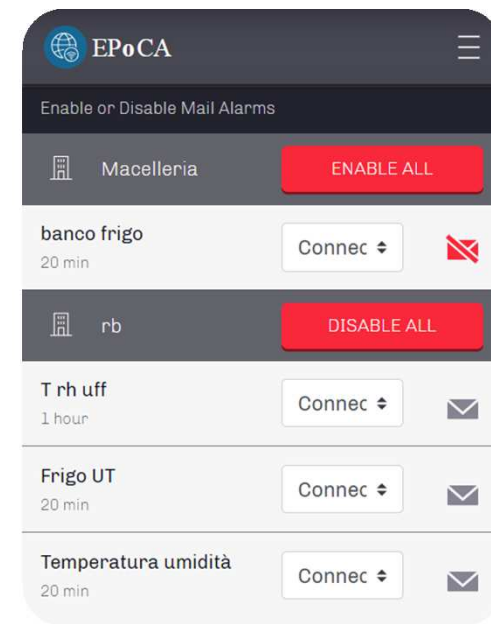 EPoCA
Enable or Disable Mail Alarms
Macelleria ENABLE ALL
banco frigo
20 min
Connec
rb DISABLE ALL
T rh uff
1 hour
Connec
Frigo UT
20 min
Connec
Temperatura umidità
20 min
Connec